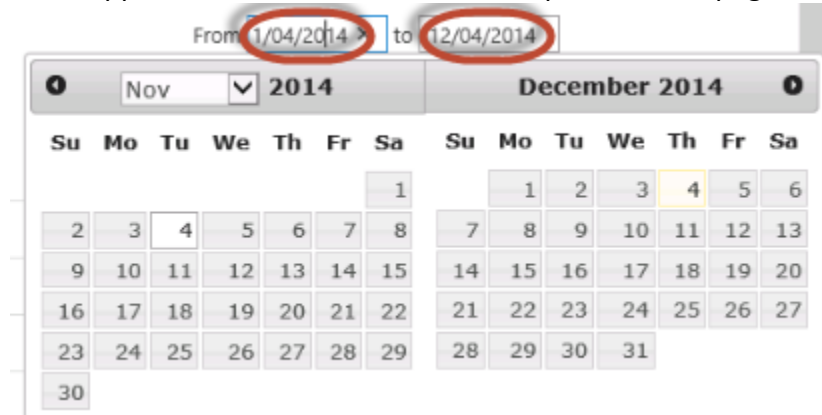 From 1/04/2014 × to 12/04/2014
Nov 2014 December 2014
Su Mo Tu We Th Fr Sa Su Mo Tu We Th Fr Sa
1 1 2 3 4 5 6
2 3 4 5 6 7 8 7 8 9 10 11 12 13
9 10 11 12 13 14 15 14 15 16 17 18 19 20
16 17 18 19 20 21 22 21 22 23 24 25 26 27
23 24 25 26 27 28 29 28 29 30 31
30